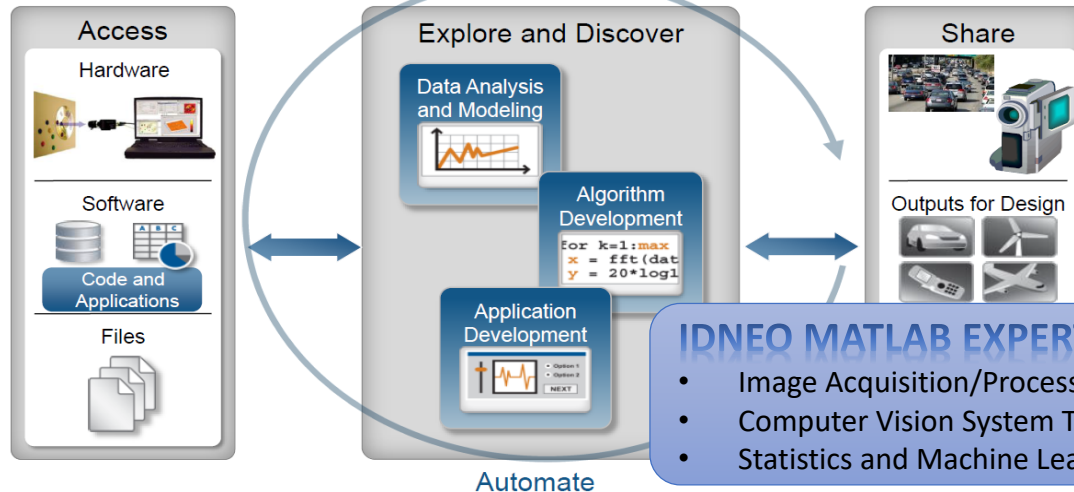 Access
Hardware
Software
A B C
Code and
Applications
Files
Explore and Discover
Data Analysis
and Modeling
Algorithm
Development
for k=1:max
x = fft(dat
y = 20*log1
Application
Development
Option 1
Option 2
NEXT
Automate
Share
Outputs for Design
IDNEO MATLAB EXPERT
• Image Acquisition/Process
• Computer Vision System T
• Statistics and Machine Lea